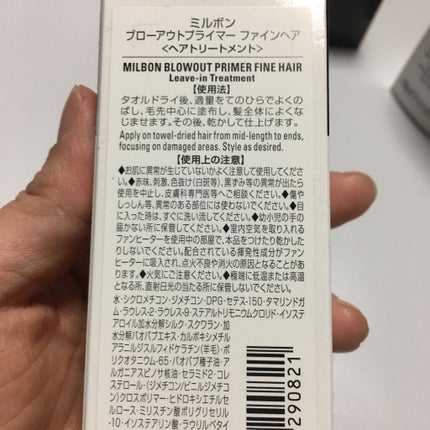 ミルボン
ブローアウトプライマー ファインヘア
<ヘアトリートメント>
MILBON BLOWOUT PRIMER FINE HAIR
Leave-in Treatment
【使用法】
タオルドライ後、適量をてのひらでよくの
ばし、毛先中心に塗布し、髪全体によくな
じませます。その後、乾かして仕上げます。
Apply on towel-dried hair from mid-length to ends,
focusing on damaged areas. Style as desired.
【使用上の注意】
◆お肌に異常が生じていないかよく注意して使用してくださ
い。◆赤味、刺激、色抜け(白斑等)、黒ずみ等の異常が出たら
使用を中止し、皮膚科専門医等へご相談ください。◆傷や
しっしん等、異常のある部位には使わないでください。◆目
に入った時は、すぐに洗い流してください。◆幼小児の手の
届かない所に保管してください。◆室内空気を取り入れる
ファンヒーターを使用中の部屋で、本品をつけたり乾かした
りしないでください。配合されている揮発性成分がファン
ヒーターに吸入され、点火不良や消火の原因となることがあり
ます。◆火気にご注意ください。◆極端に低温または高温
となる所、直射日光の当たる所に保管しないでください。
水・シクロメチコン・ジメチコン・DPG・セテス-150・タマリンドガ
ム・ラウレス-2・ラウレス-9・ステアルトリモニウムクロリド・イソステ
アロイル加水分解シルク・スクワラン・加
水分解バオバブエキス・カルボキシメチル
アラニルジスルフィドケラチン(羊毛)・ポ
リクオタニウム-65・バオバブ種子油・ア
ルガニアスピノサ核油・セラミド2・コレ
ステロール・(ジメチコン/ビニルジメチコ
ン)クロスポリマー・ヒドロキシエチルセ
ルロース・ミリスチン酸ポリグリセリル
-10・イソステアリン酸・ラウリルベタイ
290821